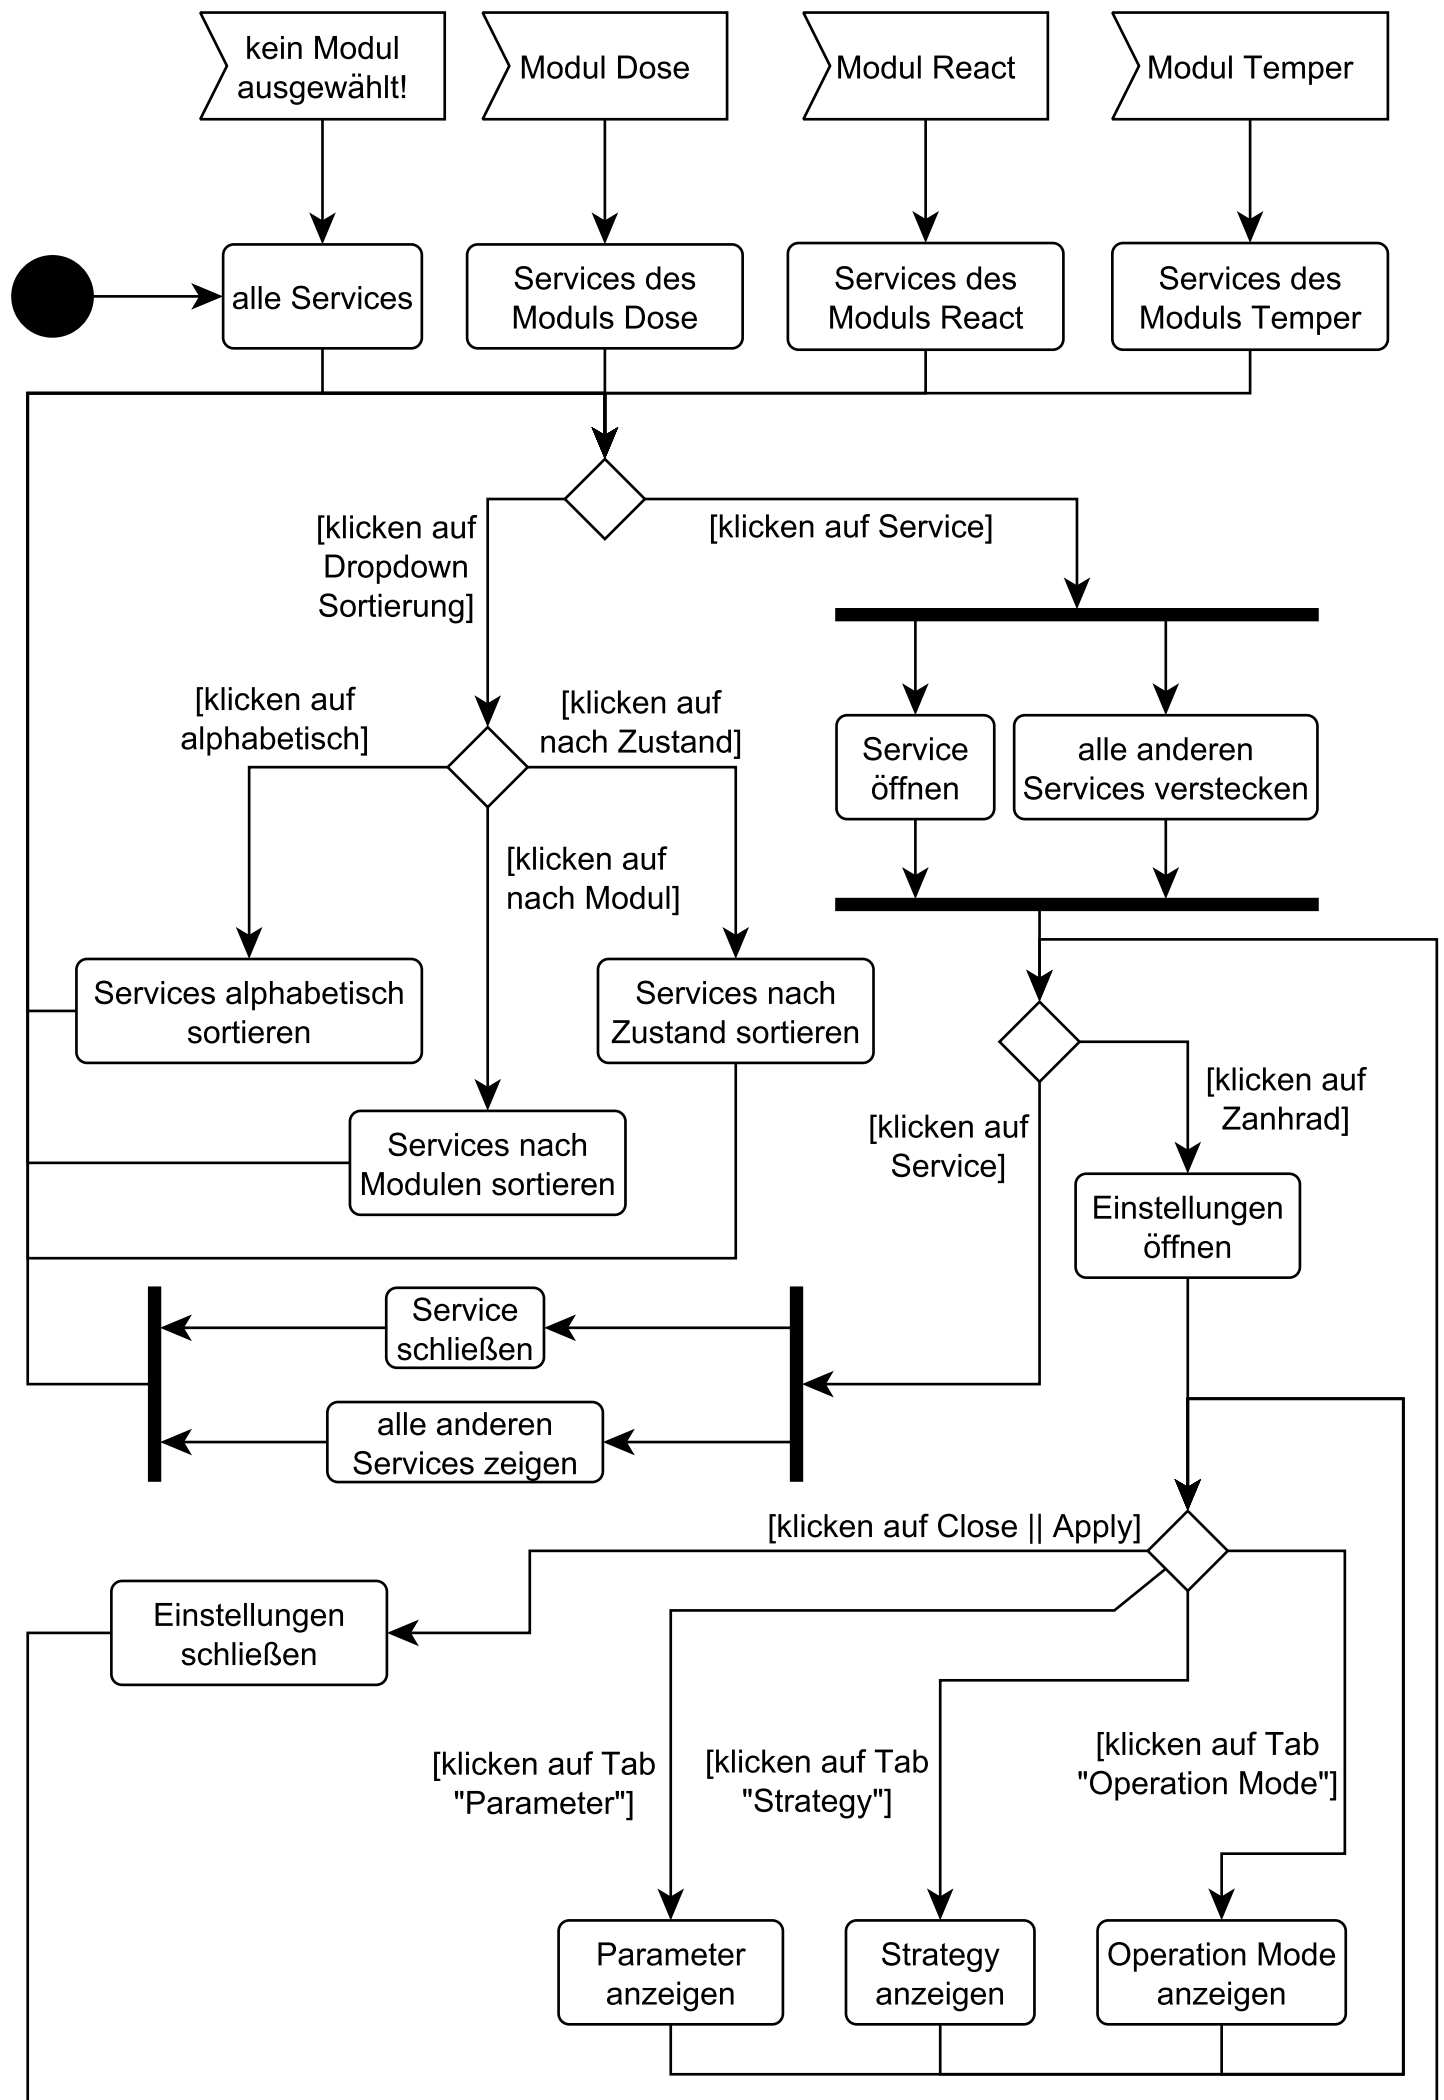 kein Modul
ausgewählt!
Modul Dose
Modul React
Modul Temper
alle Services
Services des
Moduls Dose
Services des
Moduls React
Services des
Moduls Temper
[klicken auf
Dropdown
Sortierung]
[klicken auf Service]
[klicken auf
alphabetisch]
[klicken auf
nach Zustand]
Service
öffnen
alle anderen
Services verstecken
[klicken auf
nach Modul]
Services alphabetisch
sortieren
Services nach
Zustand sortieren
[klicken auf
Zanhrad]
[klicken auf
Service]
Services nach
Modulen sortieren
Einstellungen
öffnen
Service
schließen
alle anderen
Services zeigen
[klicken auf Close || Apply]
Einstellungen
schließen
[klicken auf Tab
"Parameter"]
[klicken auf Tab
"Strategy"]
[klicken auf Tab
"Operation Mode"]
Parameter
anzeigen
Strategy
anzeigen
Operation Mode
anzeigen